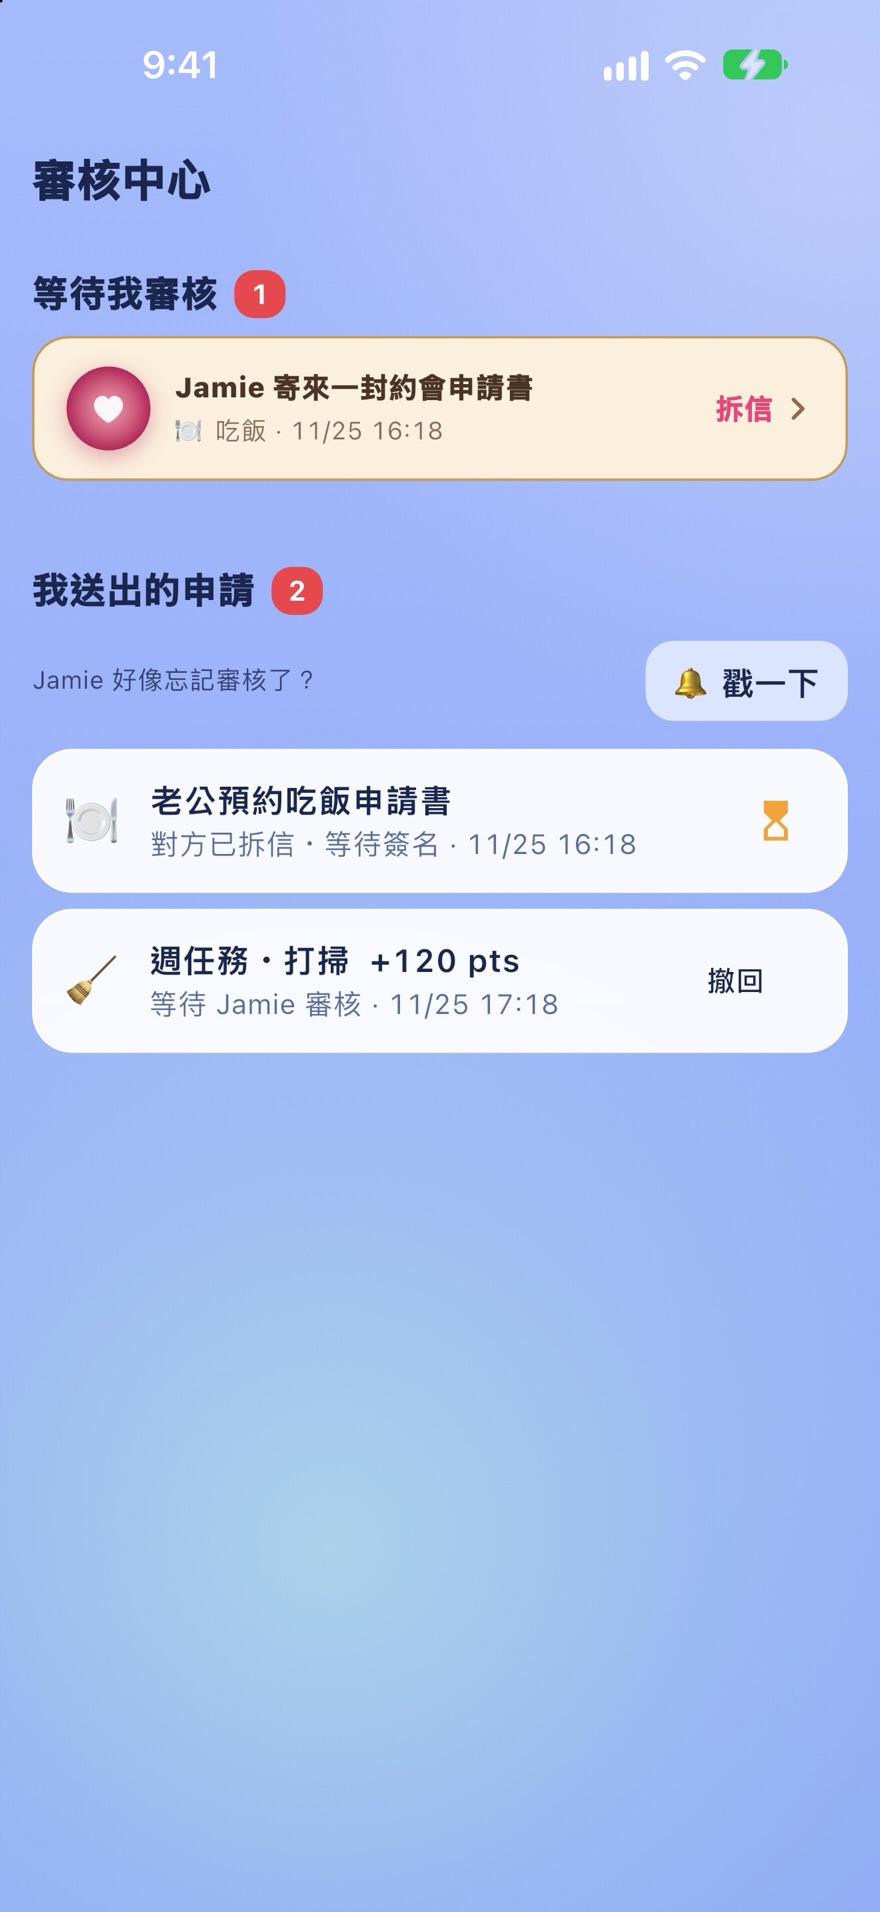 9:41
審核中心
等待我審核 1
Jamie 寄來一封約會申請書
吃飯 · 11/25 16:18
拆信
我送出的申請 2
Jamie 好像忘記審核了？
戳一下
老公預約吃飯申請書
對方已拆信・等待簽名 · 11/25 16:18
週任務・打掃 +120 pts
等待 Jamie 審核 · 11/25 17:18
撤回